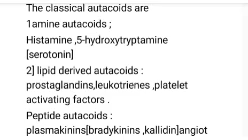 The classical autacoids are
1amine autacoids ;
Histamine ,5-hydroxytryptamine
[serotonin]
2] lipid derived autacoids :
prostaglandins,leukotrienes ,platelet
activating factors .
Peptide autacoids :
plasmakinins[bradykinins ,kallidin]angiot